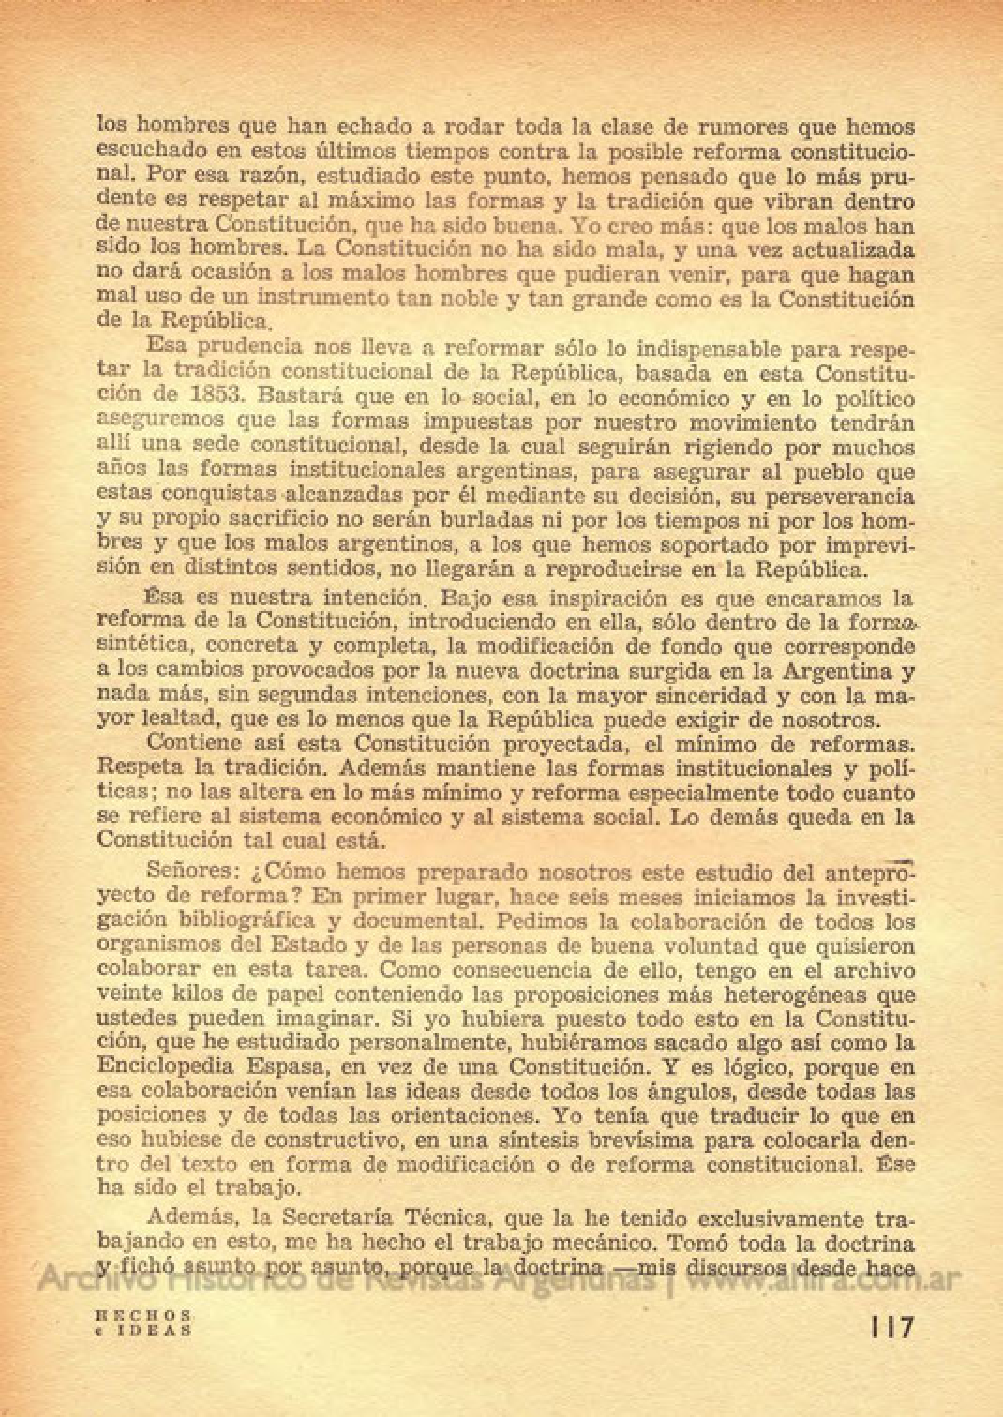 los hombres que han echado a rodar toda la clase de rumores que hemos
escuchado en estos últimos tiempos contra la posible reforma constitucio-
nal. Por esa razón, estudiado este punto, hemos pensado que lo más pru-
dente es respetar al máximo las formas y la tradición que vibran dentro
de nuestra Constitución, que ha sido buena. Yo creo más: que los malos han
sido los hombres. La Constitución no ha sido mala, y una vez actualizada
no dará ocasión a los malos hombres que pudieran venir, para que hagan
mal uso de un instrumento tan noble y tan grande como es la Constitución
de la República.
Esa prudencia nos lleva a reformar sólo lo indispensable para respe-
tar la tradición constitucional de la República, basada en esta Constitu-
ción de 1853. Bastará que en lo social, en lo económico y en lo político
aseguremos que las formas impuestas por nuestro movimiento tendrán
allí una sede constitucional, desde la cual seguirán rigiendo por muchos
años las formas institucionales argentinas, para asegurar al pueblo que
estas conquistas alcanzadas por él mediante su decisión, su perseverancia
y su propio sacrificio no serán burladas ni por los tiempos ni por los hom-
bres y que los malos argentinos, a los que hemos soportado por imprevi-
sión en distintos sentidos, no llegarán a reproducirse en la República.
Ésa es nuestra intención. Bajo esa inspiración es que encaramos la
reforma de la Constitución, introduciendo en ella, sólo dentro de la forma
sintética, concreta y completa, la modificación de fondo que corresponde
a los cambios provocados por la nueva doctrina surgida en la Argentina y
nada más, sin segundas intenciones, con la mayor sinceridad y con la ma-
yor lealtad, que es lo menos que la República puede exigir de nosotros.
Contiene así esta Constitución proyectada, el mínimo de reformas.
Respeta la tradición. Además mantiene las formas institucionales y polí-
ticas; no las altera en lo más mínimo y reforma especialmente todo cuanto
se refiere al sistema económico y al sistema social. Lo demás queda en la
Constitución tal cual está.
Señores: ¿Cómo hemos preparado nosotros este estudio del antepro-
yecto de reforma? En primer lugar, hace seis meses iniciamos la investi-
gación bibliográfica y documental. Pedimos la colaboración de todos los
organismos del Estado y de las personas de buena voluntad que quisieron
colaborar en esta tarea. Como consecuencia de ello, tengo en el archivo
veinte kilos de papel conteniendo las proposiciones más heterogéneas que
ustedes pueden imaginar. Si yo hubiera puesto todo esto en la Constitu-
ción, que he estudiado personalmente, hubiéramos sacado algo así como la
Enciclopedia Espasa, en vez de una Constitución. Y es lógico, porque en
esa colaboración venían las ideas desde todos los ángulos, desde todas las
posiciones y de todas las orientaciones. Yo tenía que traducir lo que en
eso hubiese de constructivo, en una síntesis brevísima para colocarla den-
tro del texto en forma de modificación o de reforma constitucional. Ése
ha sido el trabajo.
Además, la Secretaría Técnica, que la he tenido exclusivamente tra-
bajando en esto, me ha hecho el trabajo mecánico. Tomó toda la doctrina
y fichó asunto por asunto, porque la doctrina —mis discursos desde hace
Archivo Histórico de Revistas Argentinas | www.ahira.com.ar
HECHOS
e IDEAS
117